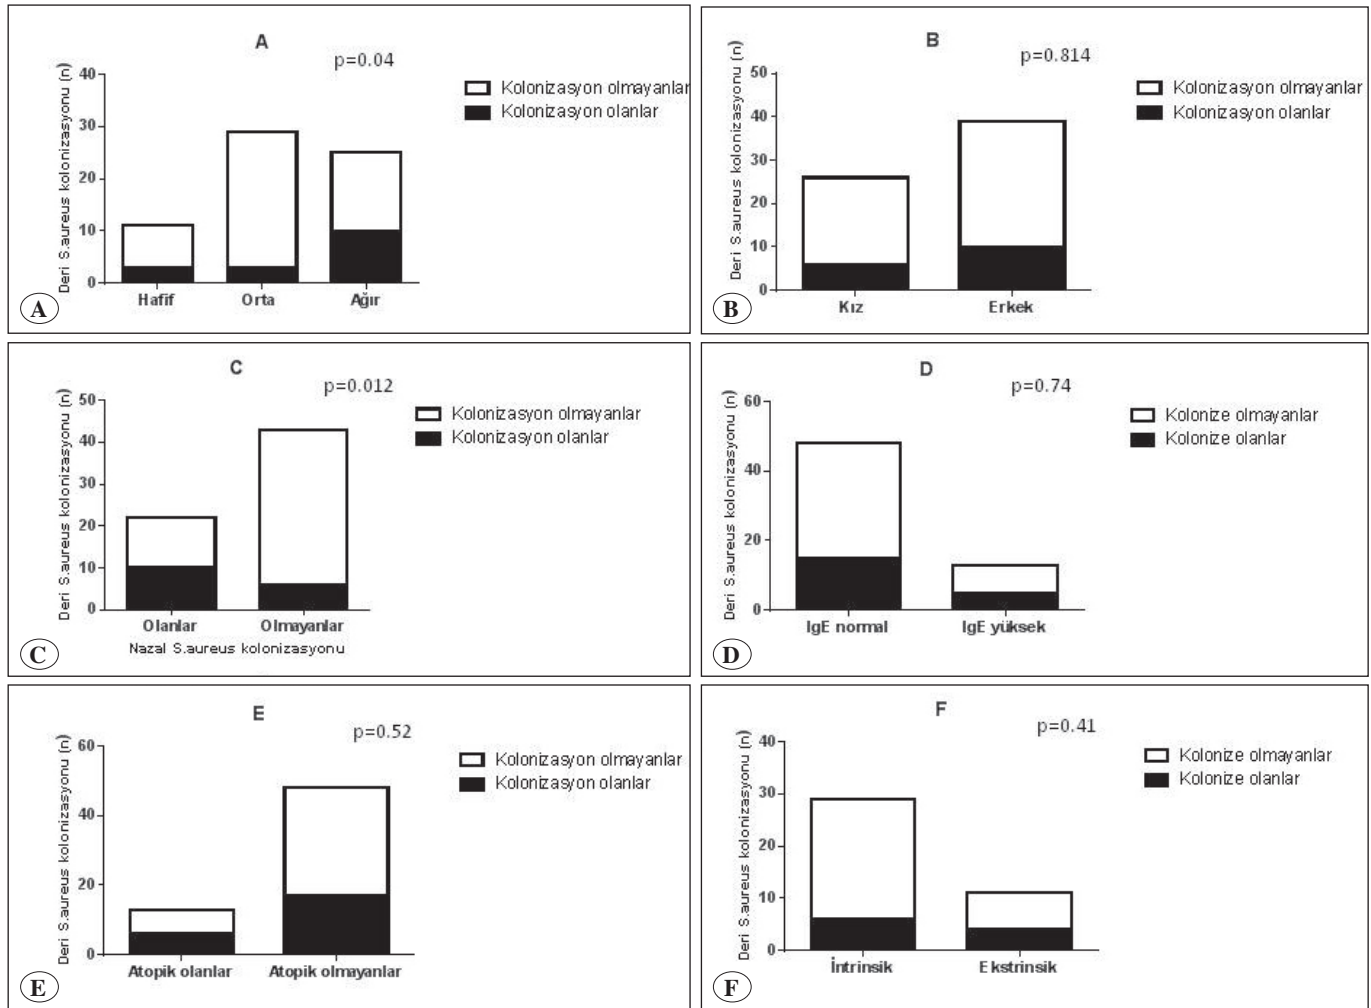 A
p=0.04
Deri S.aureus kolonizasyonu (n)
40
30
20
10
0
Hafif Orta Ağır
Kolonizasyon olmayanlar
Kolonizasyon olanlar
A
B
p=0.814
Deri S.aureus kolonizasyonu (n)
50
40
30
20
10
0
Kız Erkek
Kolonizasyon olmayanlar
Kolonizasyon olanlar
B
C
p=0.012
Deri S.aureus kolonizasyonu (n)
50
40
30
20
10
0
Olanlar Olmayanlar
Nazal S.aureus kolonizasyonu
Kolonizasyon olmayanlar
Kolonizasyon olanlar
C
D
p=0.74
Deri S.aureus kolonizasyonu (n)
60
40
20
0
IgE normal IgE yüksek
Kolonize olmayanlar
Kolonize olanlar
D
E
p=0.52
Deri S.aureus kolonizasyonu (n)
60
40
20
0
Atopik olanlar Atopik olmayanlar
Kolonizasyon olmayanlar
Kolonizasyon olanlar
E
F
p=0.41
Deri S.aureus kolonizasyonu (n)
40
30
20
10
0
İntrinsik Ekstrinsik
Kolonize olmayanlar
Kolonize olanlar
F